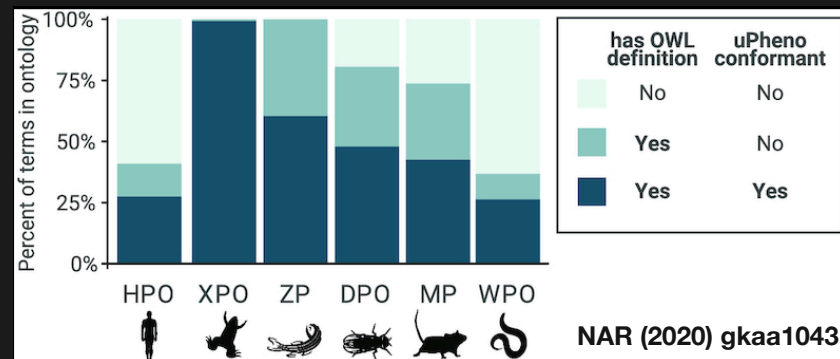 Percent of terms in ontology
100%
75%
50%
25%
0%
HPO XPO ZP DPO MP WPO
has OWL definition uPheno conformant
No No
Yes No
Yes Yes
NAR (2020) gkaa1043